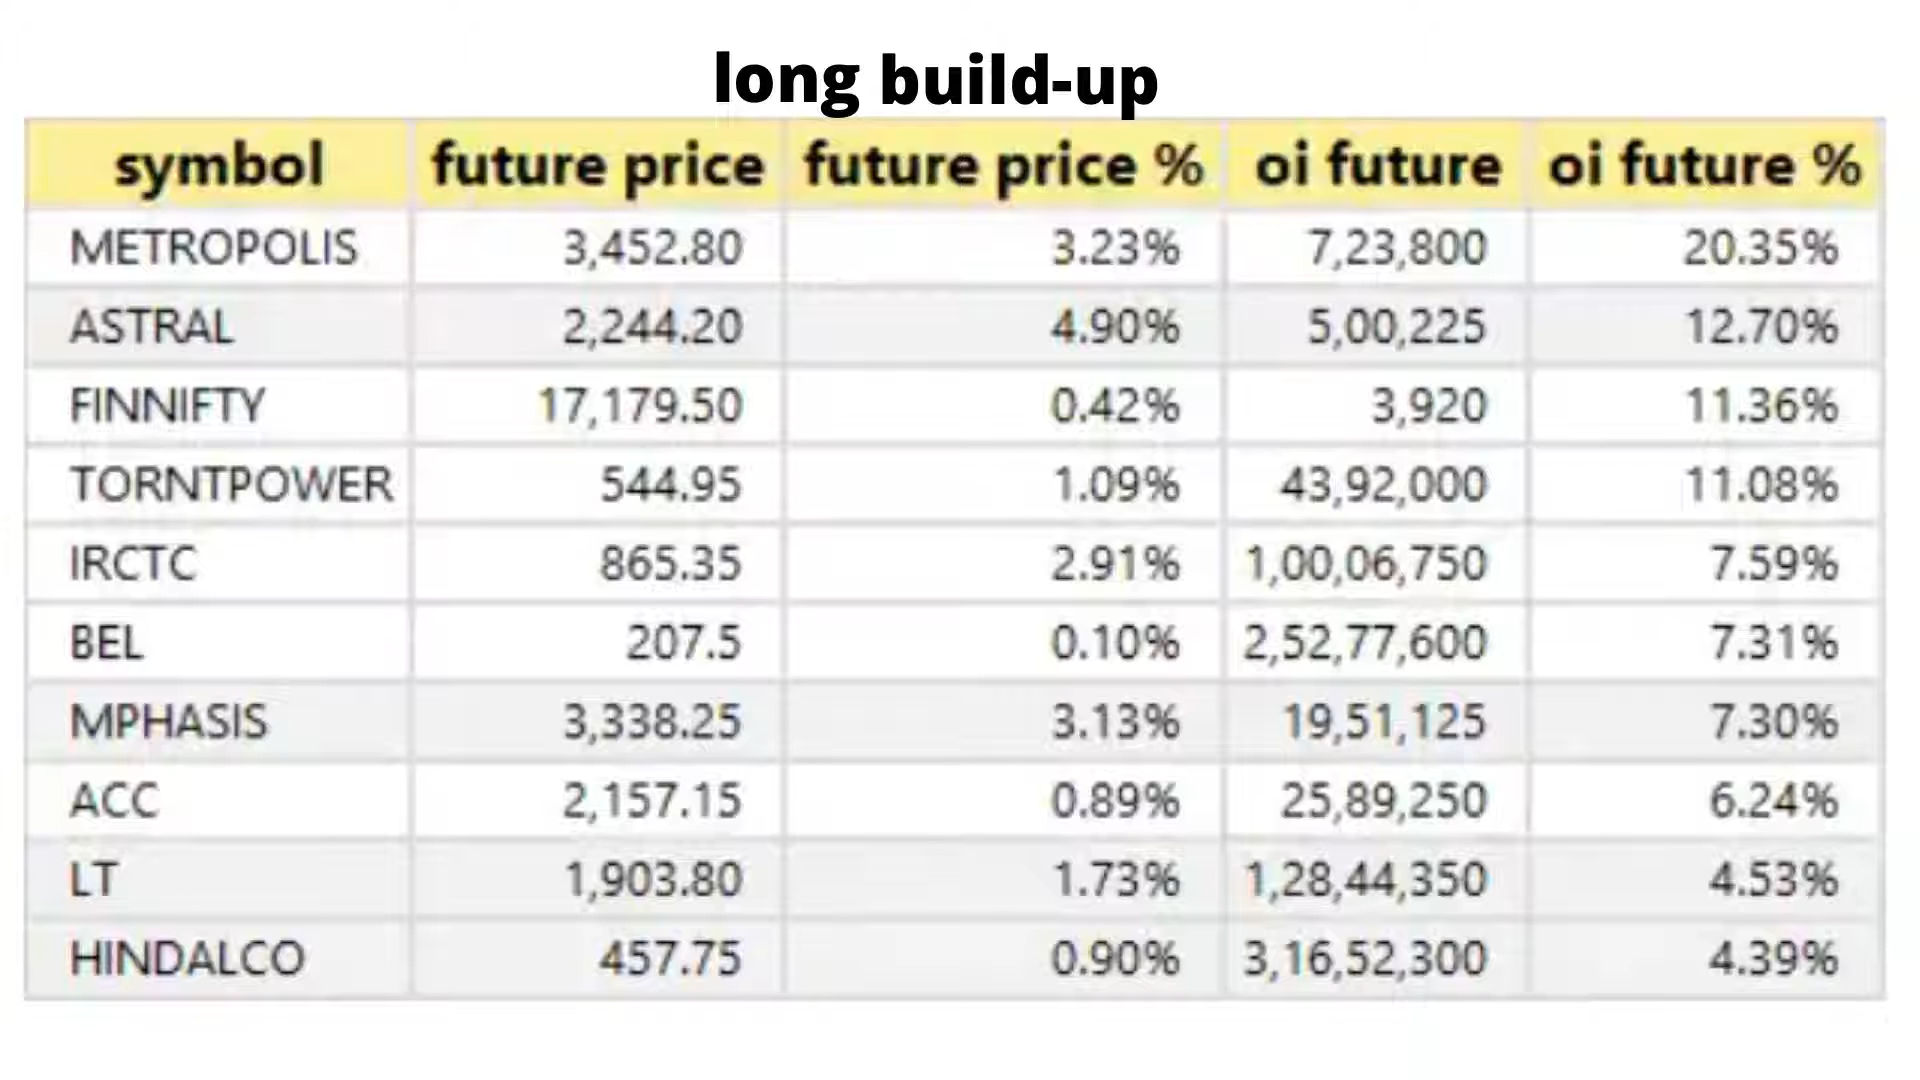 long build-up
symbol future price future price % oi future oi future %
METROPOLIS 3,452.80 3.23% 7,23,800 20.35%
ASTRAL 2,244.20 4.90% 5,00,225 12.70%
FINNIFTY 17,179.50 0.42% 3,920 11.36%
TORNTPOWER 544.95 1.09% 43,92,000 11.08%
IRCTC 865.35 2.91% 1,00,06,750 7.59%
BEL 207.5 0.10% 2,52,77,600 7.31%
MPHASIS 3,338.25 3.13% 19,51,125 7.30%
ACC 2,157.15 0.89% 25,89,250 6.24%
LT 1,903.80 1.73% 1,28,44,350 4.53%
HINDALCO 457.75 0.90% 3,16,52,300 4.39%